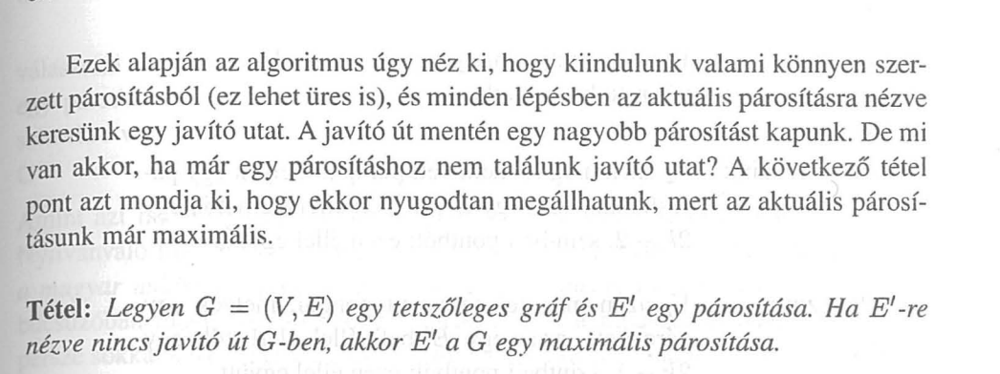 Ezek alapján az algoritmus úgy néz ki, hogy kiindulunk valami könnyen szer-
zett párosításból (ez lehet üres is), és minden lépésben az aktuális párosításra nézve
keresünk egy javító utat. A javító út mentén egy nagyobb párosítást kapunk. De mi
van akkor, ha már egy párosításhoz nem találunk javító utat? A következő tétel
pont azt mondja ki, hogy ekkor nyugodtan megállhatunk, mert az aktuális párosí-
tásunk már maximális.
Tétel: Legyen G = (V, E) egy tetszőleges gráf és E' egy párosítása. Ha E'-re
nézve nincs javító út G-ben, akkor E' a G egy maximális párosítása.